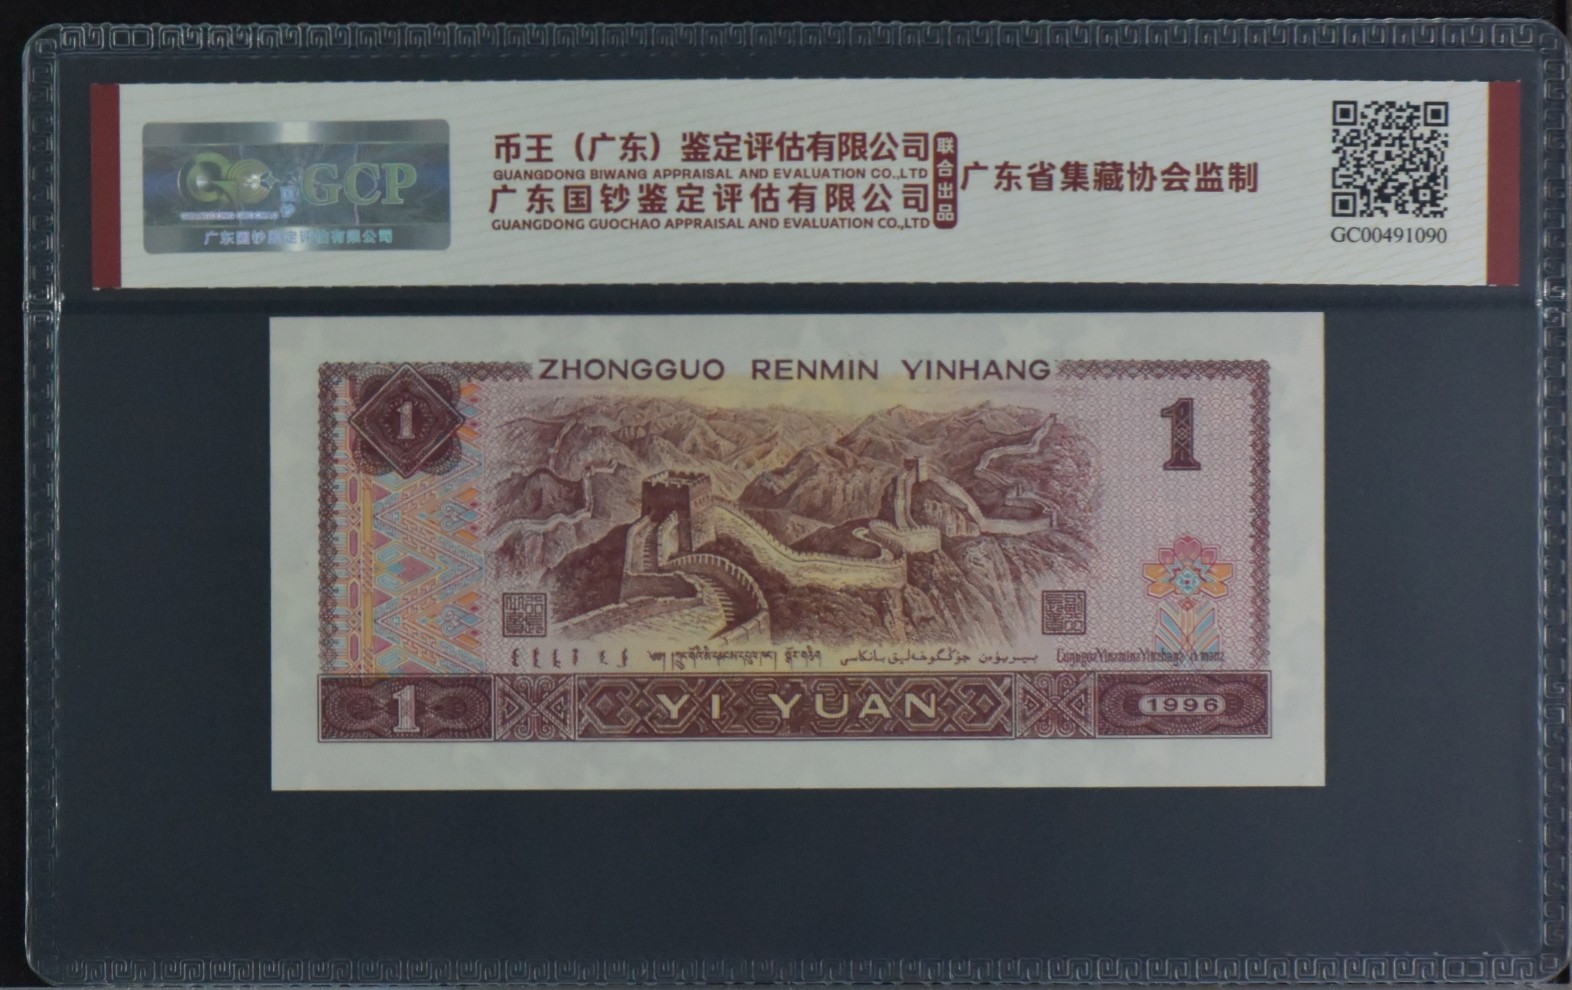 GCP
广东国钞鉴定评估有限公司
币王（广东）鉴定评估有限公司
GUANGDONG BIWANG APPRAISAL AND EVALUATION CO.,LTD
广东国钞鉴定评估有限公司
GUANGDONG GUOCHAO APPRAISAL AND EVALUATION CO.,LTD
联合出品
广东省集藏协会监制
GC00491090
ZHONGGUO RENMIN YINHANG
1
1
1
YI YUAN
1996